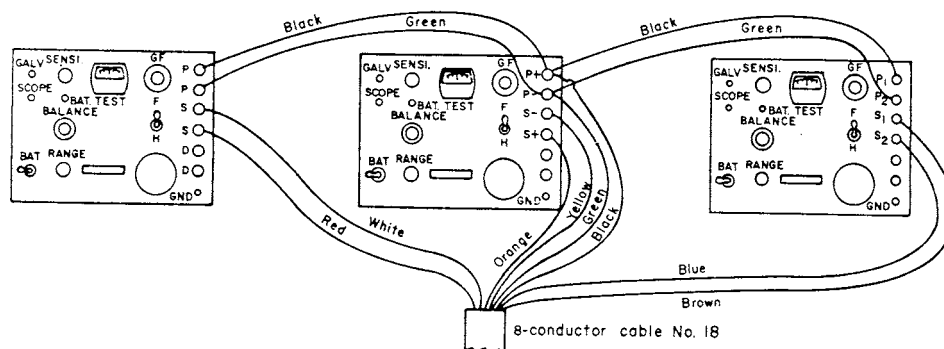 Black
Green
Black
Green
GALV
SENSI.
GF
P
SCOPE
P
BAT. TEST
F
S
BALANCE
S
H
D
BAT
RANGE
D
GND
GALV
SENSI.
GF
P+
SCOPE
P-
BAT. TEST
F
S-
BALANCE
S+
H
BAT
RANGE
GND
GALV
SENSI.
GF
P1
SCOPE
P2
BAT. TEST
F
S1
BALANCE
S2
H
BAT
RANGE
GND
White
Red
Orange
Yellow
Green
Black
Blue
Brown
8-conductor cable No. 18